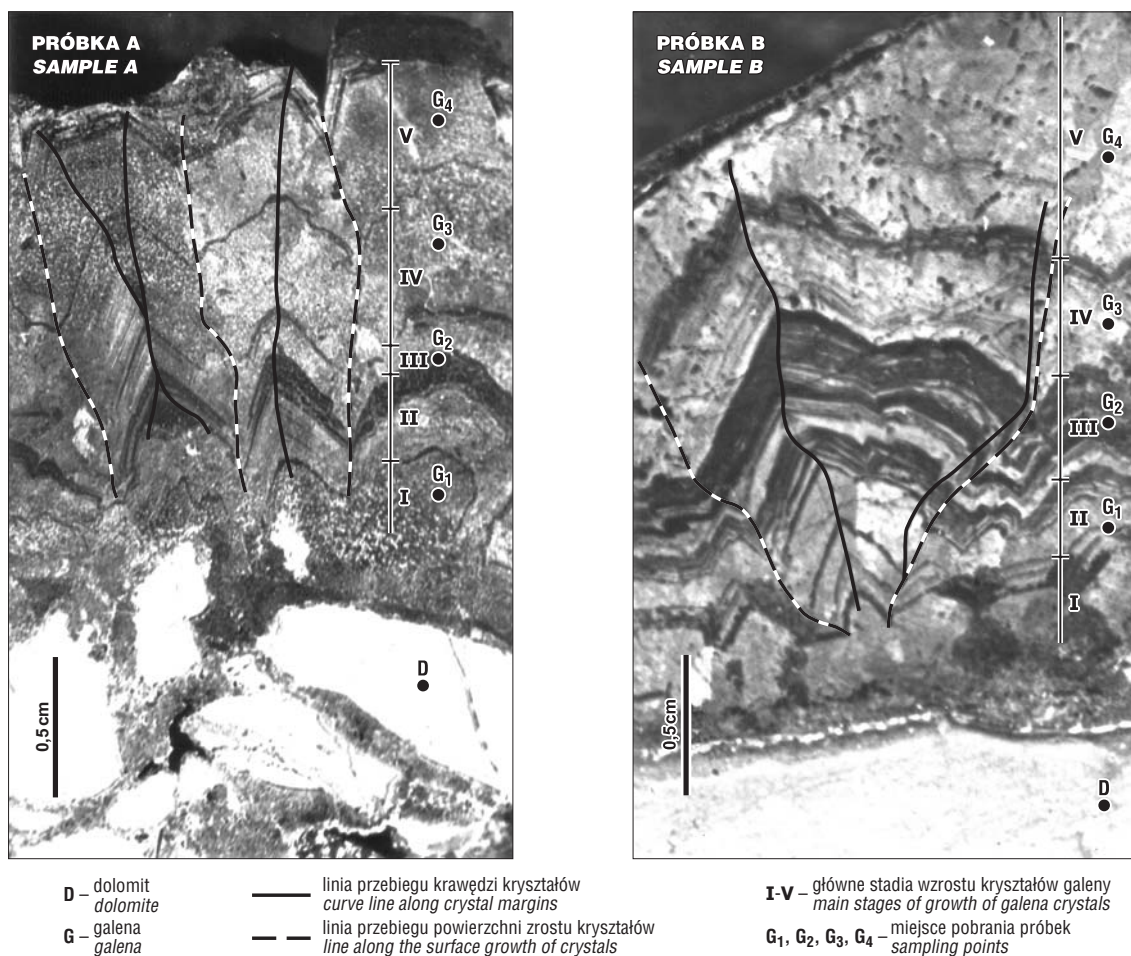 PRÓBKA A
SAMPLE A
G4
V
G3
IV
G2
III
II
G1
I
D
0,5cm
PRÓBKA B
SAMPLE B
V
G4
IV
G3
G2
III
II
G1
I
0,5cm
D
D – dolomit
dolomite
G – galena
galena
linia przebiegu krawędzi kryształów
curve line along crystal margins
linia przebiegu powierzchni zrostu kryształów
line along the surface growth of crystals
I-V – główne stadia wzrostu kryształów galeny
main stages of growth of galena crystals
G1, G2, G3, G4 – miejsce pobrania próbek
sampling points